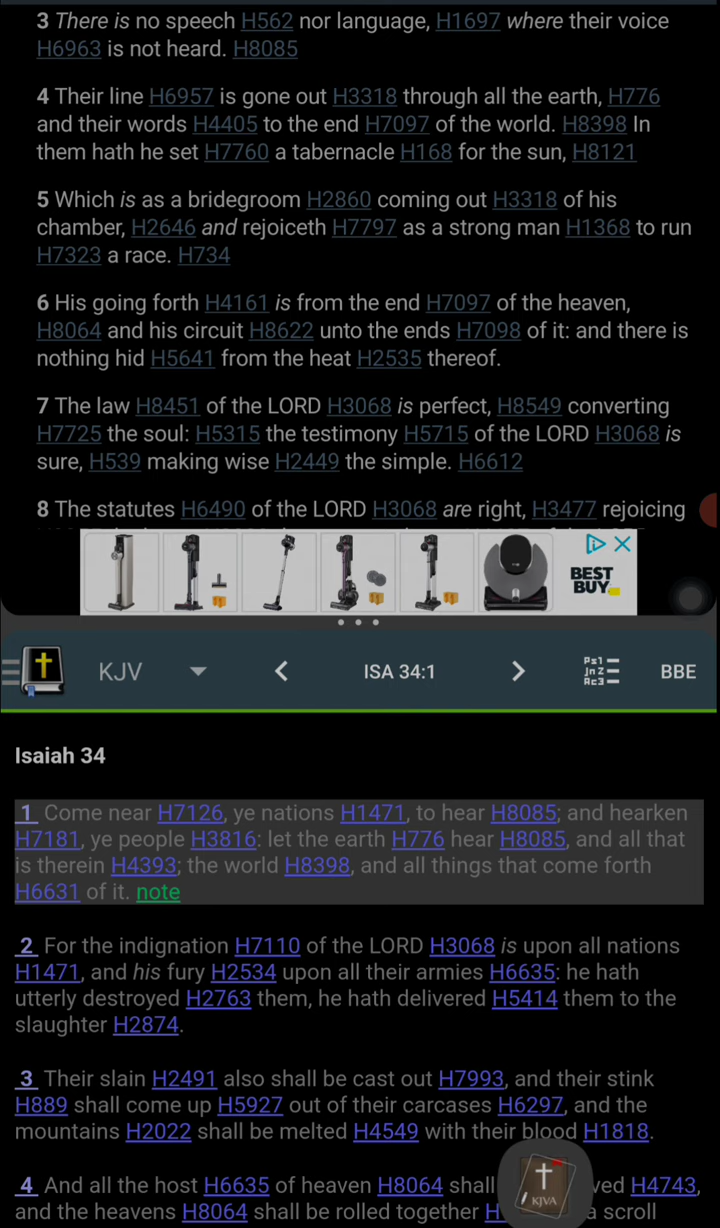 3 There is no speech H562 nor language, H1697 where their voice
H6963 is not heard. H8085
4 Their line H6957 is gone out H3318 through all the earth, H776
and their words H4405 to the end H7097 of the world. H8398 In
them hath he set H7760 a tabernacle H168 for the sun, H8121
5 Which is as a bridegroom H2860 coming out H3318 of his
chamber, H2646 and rejoiceth H7797 as a strong man H1368 to run
H7323 a race. H734
6 His going forth H4161 is from the end H7097 of the heaven,
H8064 and his circuit H8622 unto the ends H7098 of it: and there is
nothing hid H5641 from the heat H2535 thereof.
7 The law H8451 of the LORD H3068 is perfect, H8549 converting
H7725 the soul: H5315 the testimony H5715 of the LORD H3068 is
sure, H539 making wise H2449 the simple. H6612
8 The statutes H6490 of the LORD H3068 are right, H3477 rejoicing
BEST
BUY
KJV
ISA 34:1
Ps1
Jn2
Ac3
BBE
Isaiah 34
1 Come near H7126, ye nations H1471, to hear H8085; and hearken
H7181, ye people H3816: let the earth H776 hear H8085, and all that
is therein H4393; the world H8398, and all things that come forth
H6631 of it. note
2 For the indignation H7110 of the LORD H3068 is upon all nations
H1471, and his fury H2534 upon all their armies H6635: he hath
utterly destroyed H2763 them, he hath delivered H5414 them to the
slaughter H2874.
3 Their slain H2491 also shall be cast out H7993, and their stink
H889 shall come up H5927 out of their carcases H6297, and the
mountains H2022 shall be melted H4549 with their blood H1818.
4 And all the host H6635 of heaven H8064 shall ved H4743,
and the heavens H8064 shall be rolled together H a scroll
KJVA